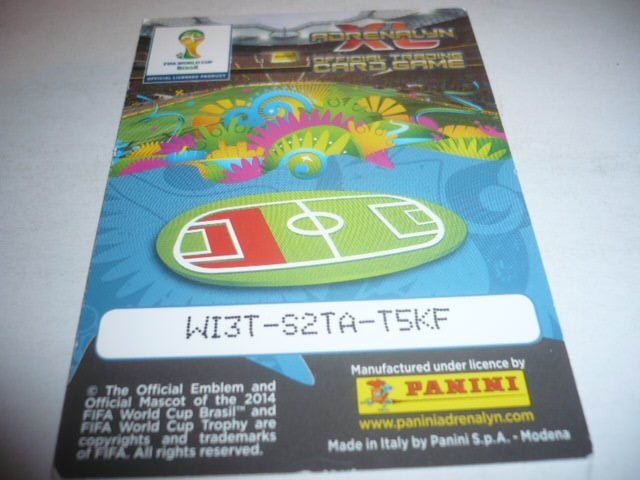 FIFA WORLD CUP
Brasil
OFFICIAL LICENSED PRODUCT
ADRENALYN
XL
OFFICIAL TRADING
CARD GAME
WI3T-S2TA-T5KF
© The Official Emblem and
Official Mascot of the 2014
FIFA World Cup Brasil™ and
FIFA World Cup Trophy are
copyrights and trademarks
of FIFA. All rights reserved.
Manufactured under licence by
PANINI
www.paniniadrenalyn.com
Made in Italy by Panini S.p.A. - Modena